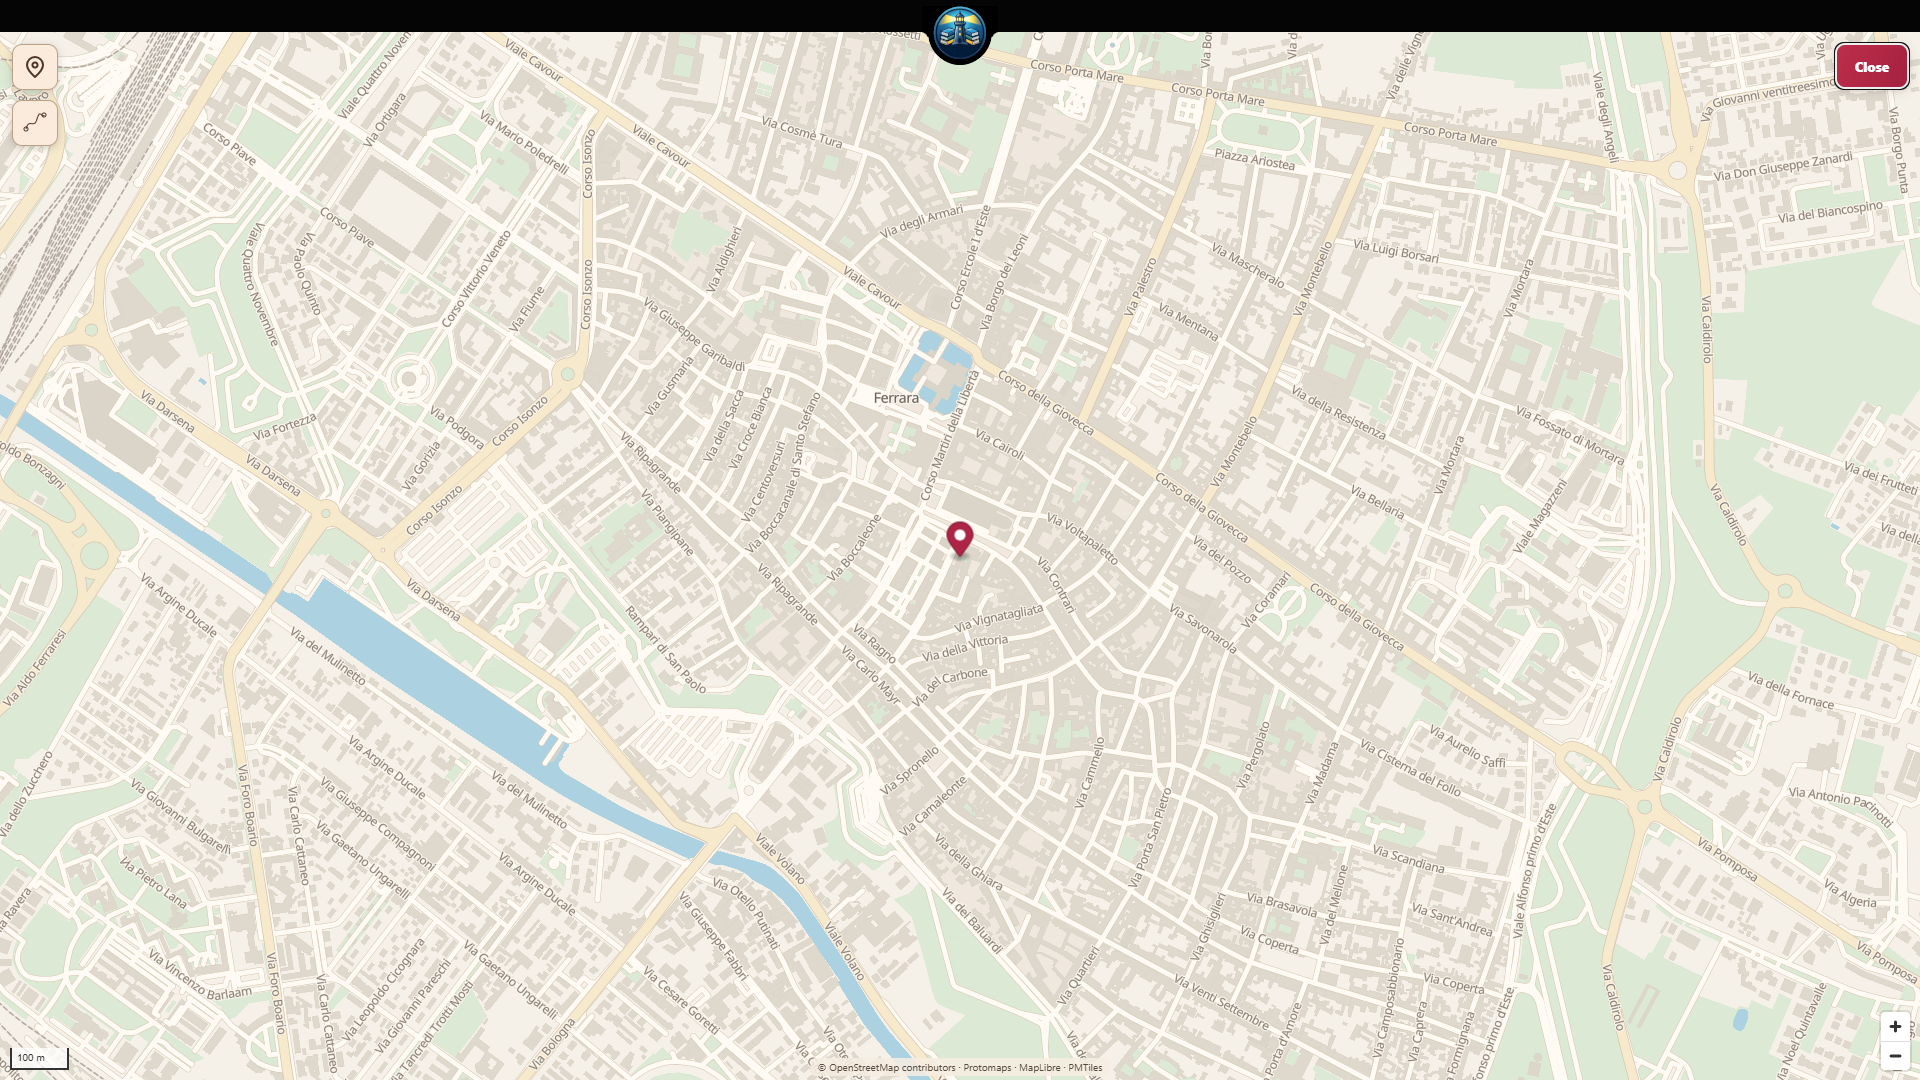 Close
Ferrara
Viale Cavour
Viale Cavour
Viale Cavour
Corso Porta Mare
Corso Porta Mare
Corso Porta Mare
Viale Quattro Novem
Via Ortigara
Via Mario Poledrelli
Corso Piave
Corso Piave
Corso Isonzo
Corso Isonzo
Corso Isonzo
Corso Isonzo
Via Cosmè Tura
Via degli Armari
Corso Ercole I d'Este
Via Borgo dei Leoni
Piazza Ariostea
Via Palestro
Via Mascheraio
Via Mentana
Via Montebello
Via Montebello
Via Luigi Borsari
Via Mortara
Via Mortara
Viale degli Angeli
Giovanni ventitreesimo
Via Don Giuseppe Zanardi
Via del Biancospino
Via Borgo Punta
Via Caldirolo
Via Caldirolo
Via Caldirolo
Via Caldirolo
Viale Quattro Novembre
Via Paolo Quinto
Corso Vittorio Veneto
Via Fiume
Via Aldighieri
Via Giuseppe Garibaldi
Via Gusmaria
Via della Sacca
Via Croce Bianca
Via Centoversuri
Via Boccacanale di Santo Stefano
Via Boccaleone
Corso Martiri della Libertà
Via Cairoli
Corso della Giovecca
Corso della Giovecca
Corso della Giovecca
Via della Resistenza
Via Fossato di Mortara
Via Bellaria
Viale Magazzeni
Via dei Frutteti
Via Darsena
Via Darsena
Via Darsena
Via Fortezza
Via Podgora
Via Gorizia
Via Ripagrande
Via Ripagrande
Via Piangipane
Via Voltapaletto
Via Contrari
Via del Pozzo
Via Coramari
Via Savonarola
Via Vignatagliata
Via della Vittoria
Via del Carbone
Via Ragno
Via Carlo Mayr
Rampari di San Paolo
Via Argine Ducale
Via Argine Ducale
Via Argine Ducale
Via del Mulinetto
Via del Mulinetto
Via Aldo Ferraresi
Via dello Zucchero
Via Giovanni Bulgarelli
Via Foro Boario
Via Foro Boario
Via Carlo Cattaneo
Via Carlo Cattaneo
Via Giuseppe Compagnoni
Via Gaetano Ungarelli
Via Gaetano Ungarelli
Via Pietro Lana
Via Vincenzo Barlaam
Via Leopoldo Cicognara
Via Giovanni Pareschi
Via Tancredi Trotti Mosti
Via Bologna
Via Cesare Goretti
Via Giuseppe Fabbri
Via Otello Putinati
Viale Volano
Viale Volano
Via Spronello
Via Camaleonte
Via della Ghiara
Via dei Baluardi
Via Cammello
Via Porta San Pietro
Via Pergolato
Via Madama
Via Cisterna del Follo
Via Aurelio Saffi
Via Scandiana
Via Brasavola
Via Ghisiglieri
Via del Mellone
Via Sant'Andrea
Via Coperta
Via Coperta
Via Quartieri
Via Venti Settembre
Via Camposabbionario
Via Caprera
Viale Alfonso primo d'Este
Via della Fornace
Via Antonio Pacinotti
Via Pomposa
Via Pomposa
Via Algeria
100 m
© OpenStreetMap contributors · Protomaps · MapLibre · PMTiles